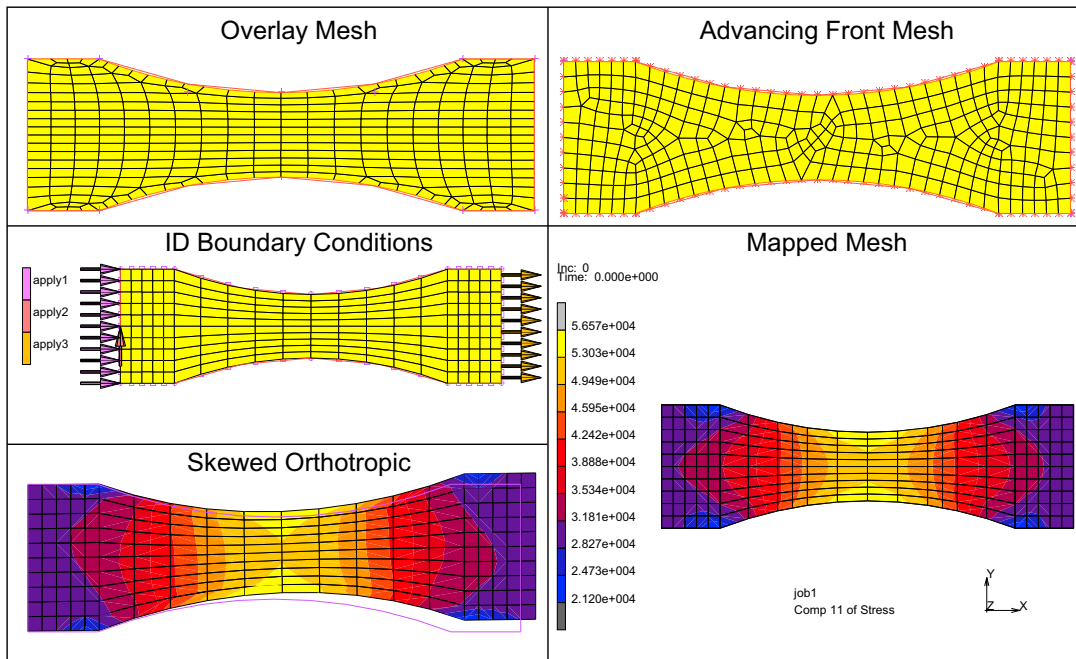 Overlay Mesh
Advancing Front Mesh
ID Boundary Conditions
apply1
apply2
apply3
Mapped Mesh
Inc: 0
Time: 0.000e+000
5.657e+004
5.303e+004
4.949e+004
4.595e+004
4.242e+004
3.888e+004
3.534e+004
3.181e+004
2.827e+004
2.473e+004
2.120e+004
job1
Comp 11 of Stress
Y
Z X
Skewed Orthotropic